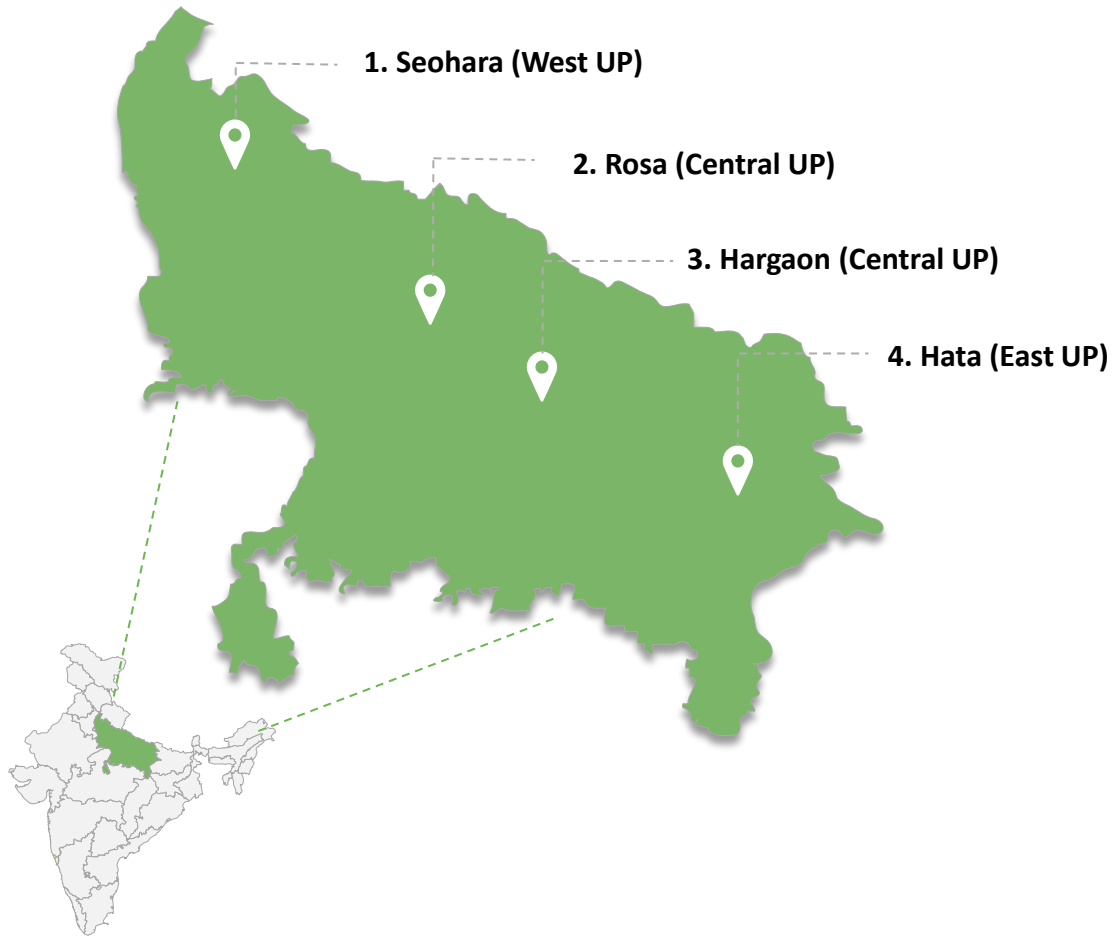 1. Seohara (West UP)
2. Rosa (Central UP)
3. Hargaon (Central UP)
4. Hata (East UP)